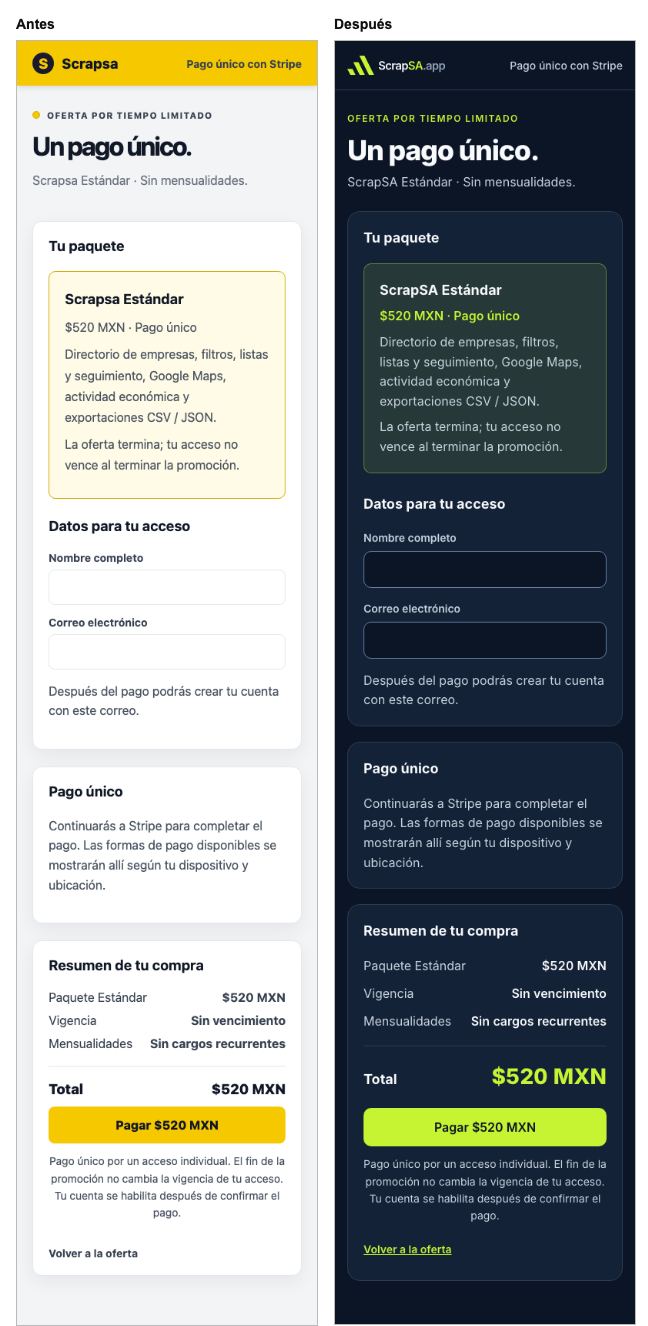 Antes
S Scrapsa
Pago único con Stripe
OFERTA POR TIEMPO LIMITADO
Un pago único.
Scrapsa Estándar · Sin mensualidades.
Tu paquete
Scrapsa Estándar
$520 MXN · Pago único
Directorio de empresas, filtros, listas
y seguimiento, Google Maps,
actividad económica y
exportaciones CSV / JSON.
La oferta termina; tu acceso no
vence al terminar la promoción.
Datos para tu acceso
Nombre completo
Correo electrónico
Después del pago podrás crear tu cuenta
con este correo.
Pago único
Continuarás a Stripe para completar el
pago. Las formas de pago disponibles se
mostrarán allí según tu dispositivo y
ubicación.
Resumen de tu compra
Paquete Estándar $520 MXN
Vigencia Sin vencimiento
Mensualidades Sin cargos recurrentes
Total $520 MXN
Pagar $520 MXN
Pago único por un acceso individual. El fin de la
promoción no cambia la vigencia de tu acceso.
Tu cuenta se habilita después de confirmar el
pago.
Volver a la oferta
Después
ScrapSA.app
Pago único con Stripe
OFERTA POR TIEMPO LIMITADO
Un pago único.
ScrapSA Estándar · Sin mensualidades.
Tu paquete
ScrapSA Estándar
$520 MXN · Pago único
Directorio de empresas, filtros,
listas y seguimiento, Google Maps,
actividad económica y
exportaciones CSV / JSON.
La oferta termina; tu acceso no
vence al terminar la promoción.
Datos para tu acceso
Nombre completo
Correo electrónico
Después del pago podrás crear tu cuenta
con este correo.
Pago único
Continuarás a Stripe para completar el
pago. Las formas de pago disponibles se
mostrarán allí según tu dispositivo y
ubicación.
Resumen de tu compra
Paquete Estándar $520 MXN
Vigencia Sin vencimiento
Mensualidades Sin cargos recurrentes
Total $520 MXN
Pagar $520 MXN
Pago único por un acceso individual. El fin de la
promoción no cambia la vigencia de tu acceso.
Tu cuenta se habilita después de confirmar el
pago.
Volver a la oferta